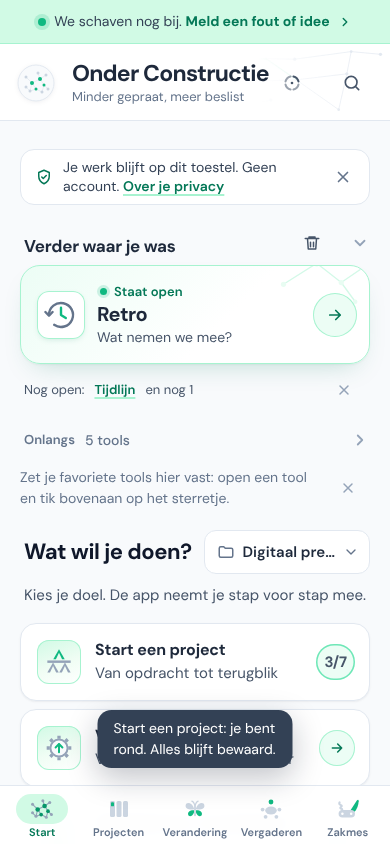 We schaven nog bij. Meld een fout of idee
Onder Constructie
Minder gepraat, meer beslist
Je werk blijft op dit toestel. Geen
account. Over je privacy
Verder waar je was
Staat open
Retro
Wat nemen we mee?
Nog open: Tijdlijn en nog 1
Onlangs 5 tools
Zet je favoriete tools hier vast: open een tool
en tik bovenaan op het sterretje.
Wat wil je doen? Digitaal pre...
Kies je doel. De app neemt je stap voor stap mee.
Start een project
Van opdracht tot terugblik
3/7
Start een project: je bent
rond. Alles blijft bewaard.
Start Projecten Verandering Vergaderen Zakmes